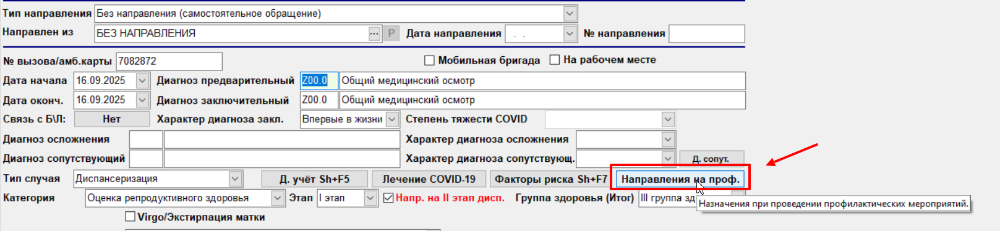 Тип направления Без направления (самостоятельное обращение)
Направлен из БЕЗ НАПРАВЛЕНИЯ ... Р Дата направления . . № направления
№ вызова/амб.карты 7082872 Мобильная бригада На рабочем месте
Дата начала 16.09.2025 Диагноз предварительный Z00.0 Общий медицинский осмотр
Дата оконч. 16.09.2025 Диагноз заключительный Z00.0 Общий медицинский осмотр
Связь с Б\Л: Нет Характер диагноза закл. Впервые в жизни Степень тяжести COVID
Диагноз осложнения Характер диагноза осложнения
Диагноз сопутствующий Характер диагноза сопутствующ. Д. сопут.
Тип случая Диспансеризация Д. учёт Sh+F5 Лечение COVID-19 Факторы риска Sh+F7 Направления на проф.
Категория Оценка репродуктивного здоровья Этап I этап Напр. на II этап дисп. Группа здоровья (Итог) III группа зд
Назначения при проведении профилактических мероприятий.
Virgo/Экстирпация матки